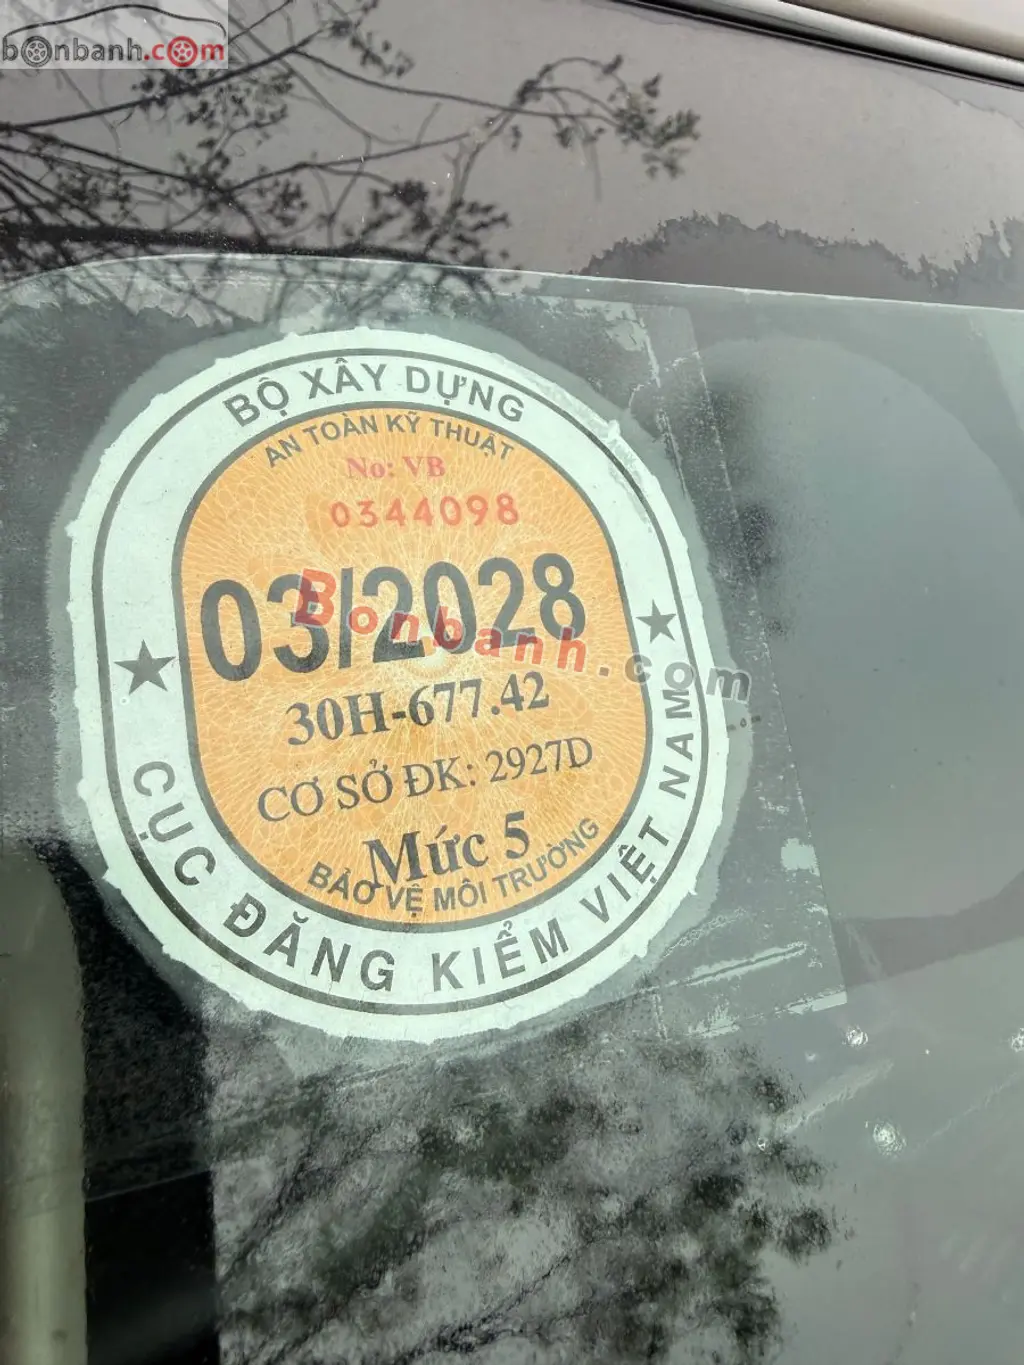 bonbanh.com
BỘ XÂY DỰNG
AN TOÀN KỸ THUẬT
No: VB
0344098
03/2028
Bonbanh.com
30H-677.42
CƠ SỞ ĐK: 2927D
Mức 5
BẢO VỆ MÔI TRƯỜNG
CỤC ĐĂNG KIỂM VIỆT NAM